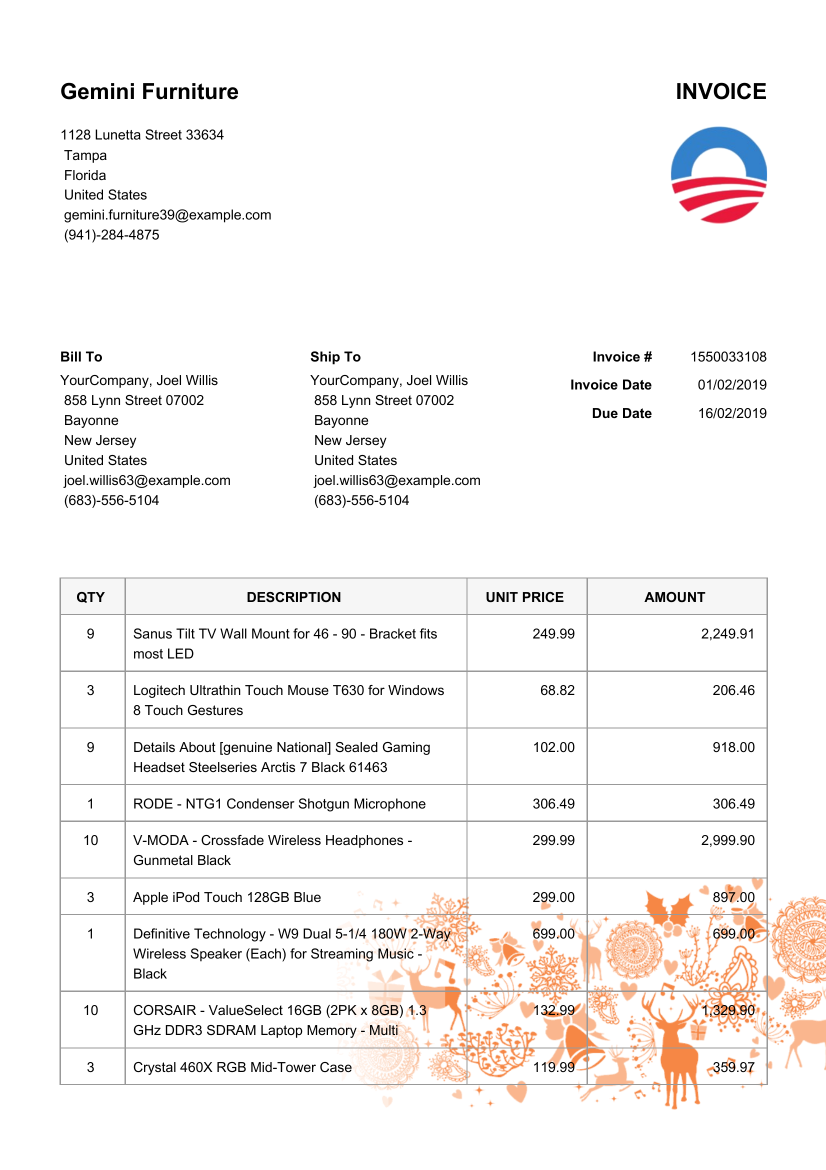 Gemini Furniture
INVOICE
1128 Lunetta Street 33634
Tampa
Florida
United States
gemini.furniture39@example.com
(941)-284-4875
Bill To
YourCompany, Joel Willis
858 Lynn Street 07002
Bayonne
New Jersey
United States
joel.willis63@example.com
(683)-556-5104
Ship To
YourCompany, Joel Willis
858 Lynn Street 07002
Bayonne
New Jersey
United States
joel.willis63@example.com
(683)-556-5104
Invoice # 1550033108
Invoice Date 01/02/2019
Due Date 16/02/2019
QTY DESCRIPTION UNIT PRICE AMOUNT
9 Sanus Tilt TV Wall Mount for 46 - 90 - Bracket fits 249.99 2,249.91
most LED
3 Logitech Ultrathin Touch Mouse T630 for Windows 68.82 206.46
8 Touch Gestures
9 Details About [genuine National] Sealed Gaming 102.00 918.00
Headset Steelseries Arctis 7 Black 61463
1 RODE - NTG1 Condenser Shotgun Microphone 306.49 306.49
10 V-MODA - Crossfade Wireless Headphones - 299.99 2,999.90
Gunmetal Black
3 Apple iPod Touch 128GB Blue 299.00 897.00
1 Definitive Technology - W9 Dual 5-1/4 180W 2-Way 699.00 699.00
Wireless Speaker (Each) for Streaming Music -
Black
10 CORSAIR - ValueSelect 16GB (2PK x 8GB) 1.3 132.99 1,329.90
GHz DDR3 SDRAM Laptop Memory - Multi
3 Crystal 460X RGB Mid-Tower Case 119.99 359.97